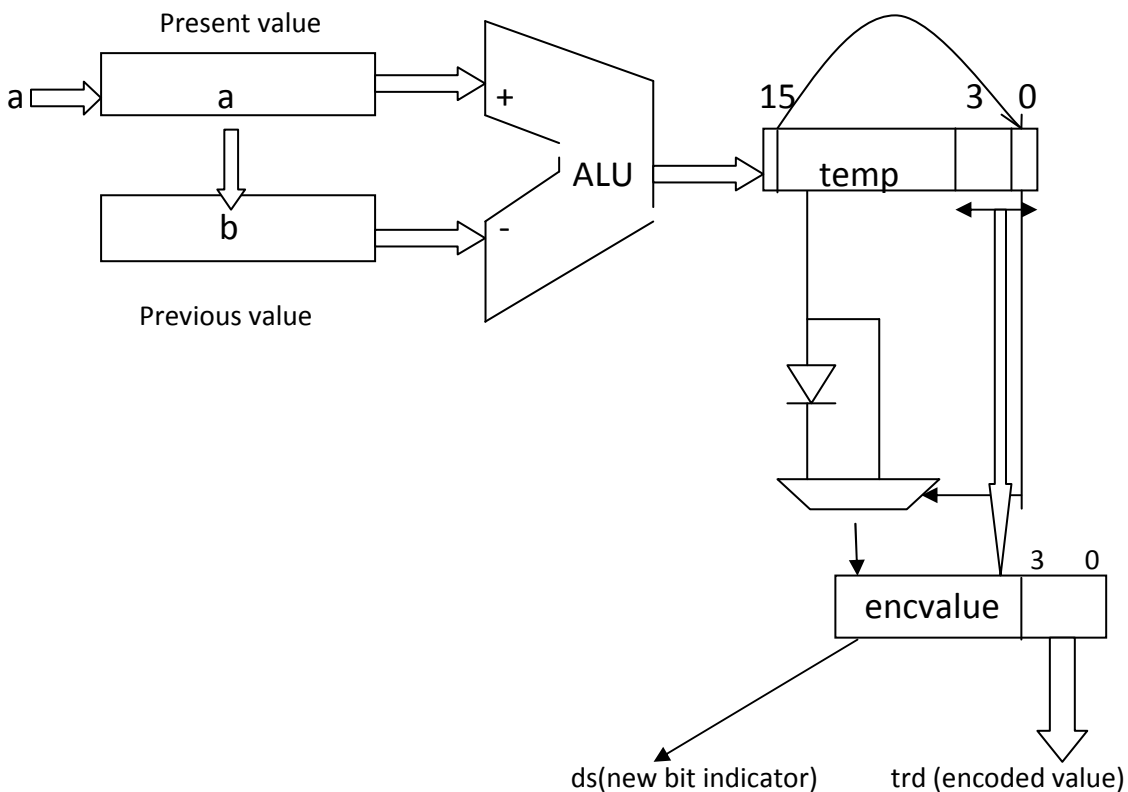 Present value
a
a
b
Previous value
+
-
ALU
15 3 0
temp
3 0
encvalue
ds(new bit indicator)
trd (encoded value)